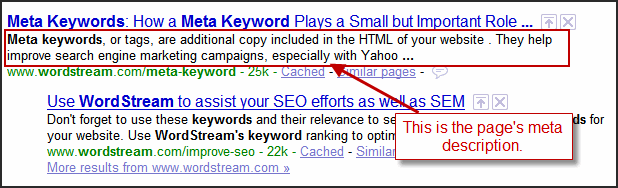 Meta Keywords: How a Meta Keyword Plays a Small but Important Role ...
Meta keywords, or tags, are additional copy included in the HTML of your website . They help
improve search engine marketing campaigns, especially with Yahoo ...
www.wordstream.com/meta-keyword - 25k - Cached - Similar pages -
Use WordStream to assist your SEO efforts as well as SEM
Don't forget to use these keywords and their relevance to se
ds for
your website. Use WordStream's keyword ranking to optim
www.wordstream.com/improve-seo - 22k - Cached - Similar
More results from www.wordstream.com »
This is the page's meta
description.